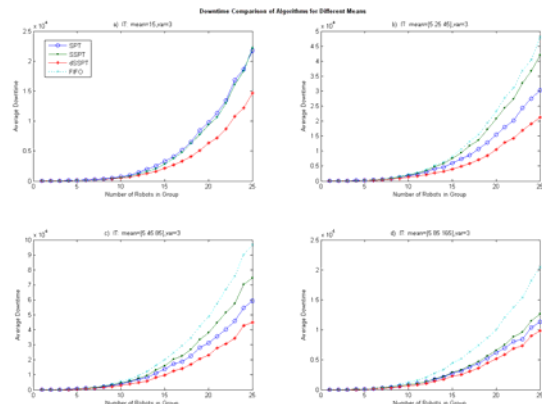 Downtime Comparison of Algorithms for Different Means
a) IT: mean=15,var=3
x 10^4
2.5
2
1.5
1
0.5
0
Average Downtime
SPT
SSPT
dSSPT
FIFO
0 5 10 15 20 25
Number of Robots in Group
b) IT: mean=[5 25 45],var=3
x 10^4
5
4.5
4
3.5
3
2.5
2
1.5
1
0.5
0
Average Downtime
0 5 10 15 20 25
Number of Robots in Group
c) IT: mean=[5 45 85],var=3
x 10^4
10
9
8
7
6
5
4
3
2
1
0
Average Downtime
0 5 10 15 20 25
Number of Robots in Group
d) IT: mean=[5 85 165],var=3
2.5
2
1.5
1
0.5
0
Average Downtime
0 5 10 15 20 25
Number of Robots in Group